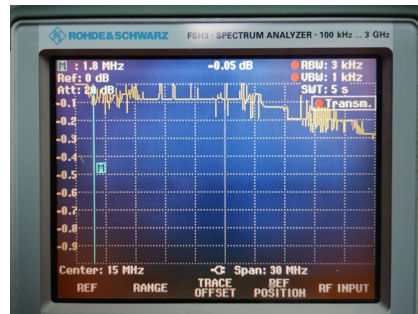 ROHDE&SCHWARZ FSH3 - SPECTRUM ANALYZER - 100 kHz ... 3 GHz
M : 1.8 MHz -0.05 dB RBW: 3 kHz
Ref: 0 dB VBW: 1 kHz
Att: 20 dB SWT: 5 s
-0.1 Transm.
-0.2
-0.3
-0.4
M
-0.5
-0.6
-0.7
-0.8
-0.9
Center: 15 MHz Span: 30 MHz
REF RANGE TRACE OFFSET REF POSITION RF INPUT